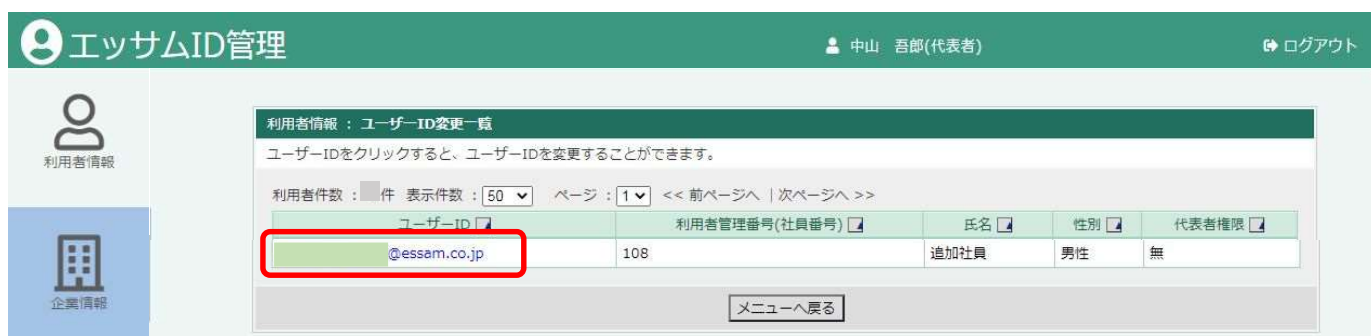 エッサムID管理
中山 吾郎(代表者)
ログアウト
利用者情報
企業情報
利用者情報 : ユーザーID変更一覧
ユーザーIDをクリックすると、ユーザーIDを変更することができます。
利用者件数 : 件 表示件数 : 50 ページ : 1 << 前ページへ | 次ページへ >>
ユーザーID 利用者管理番号(社員番号) 氏名 性別 代表者権限
@essam.co.jp 108 追加社員 男性 無
メニューへ戻る